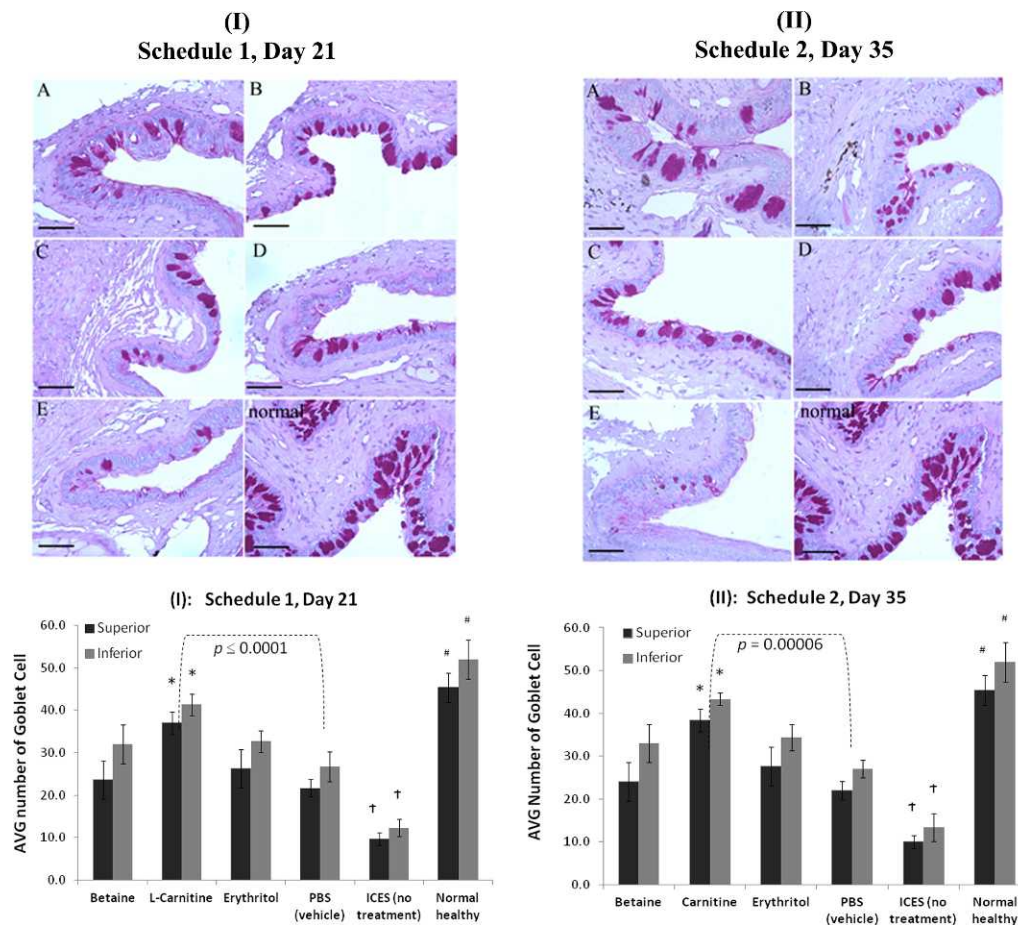 (I)
Schedule 1, Day 21
A
B
C
D
E
normal
(II)
Schedule 2, Day 35
A
B
C
D
E
normal
(I): Schedule 1, Day 21
AVG number of Goblet Cell
60.0
50.0
40.0
30.0
20.0
10.0
0.0
Superior
Inferior
p ≤ 0.0001
* *
† †
# #
Betaine
L-Carnitine
Erythritol
PBS (vehicle)
ICES (no treatment)
Normal healthy
(II): Schedule 2, Day 35
AVG Number of Goblet Cell
60.0
50.0
40.0
30.0
20.0
10.0
0.0
Superior
Inferior
p = 0.00006
* *
† †
# #
Betaine
Carnitine
Erythritol
PBS (vehicle)
ICES (no treatment)
Normal healthy